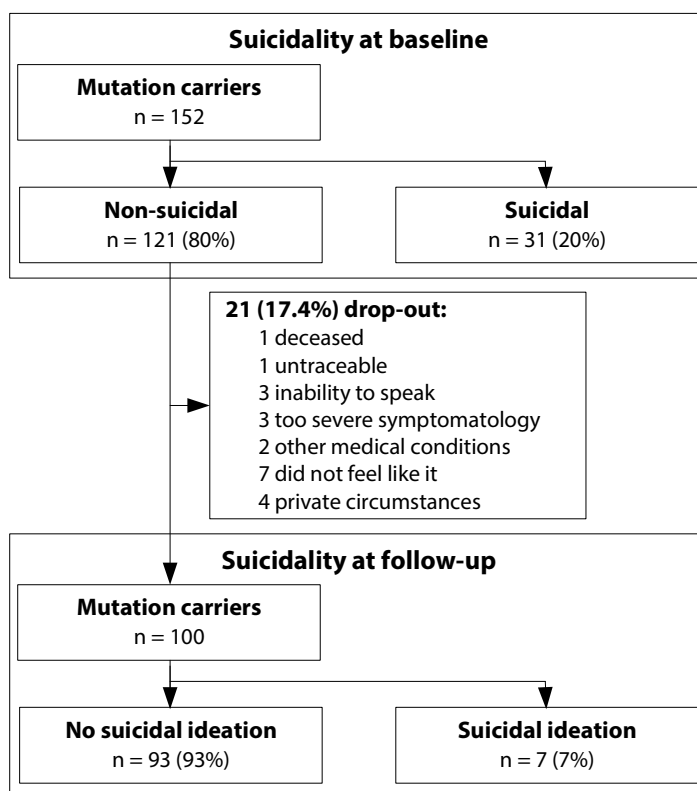 Suicidality at baseline
Mutation carriers
n = 152
Non-suicidal
n = 121 (80%)
Suicidal
n = 31 (20%)
21 (17.4%) drop-out:
1 deceased
1 untraceable
3 inability to speak
3 too severe symptomatology
2 other medical conditions
7 did not feel like it
4 private circumstances
Suicidality at follow-up
Mutation carriers
n = 100
No suicidal ideation
n = 93 (93%)
Suicidal ideation
n = 7 (7%)